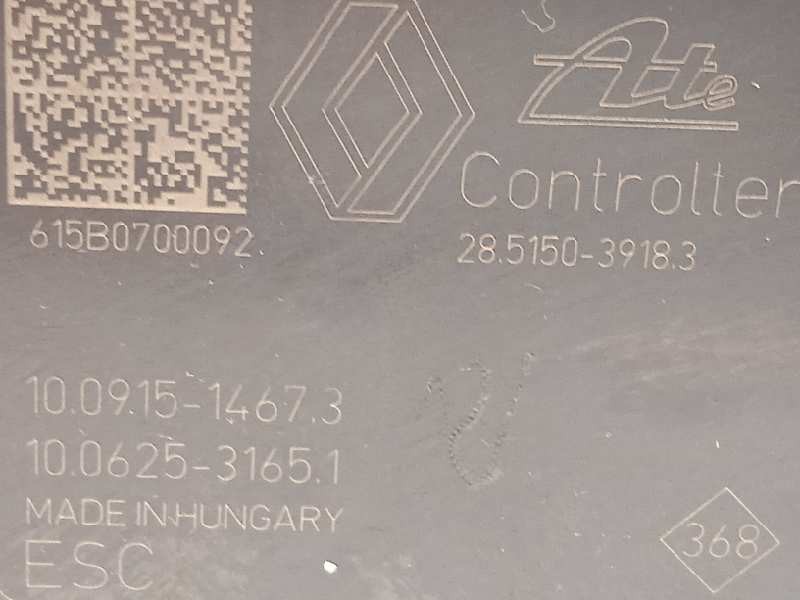 Ate
Controller
615B0700092
28.5150-3918.3
10.0915-1467.3
10.0625-3165.1
MADE IN HUNGARY
ESC
368